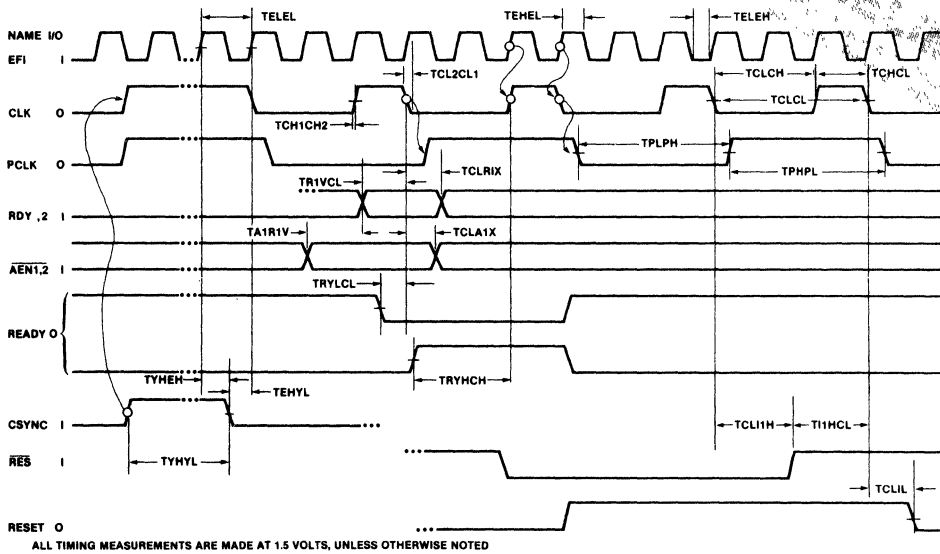 TELEL
TEHEL
TELEH
NAME I/O
EFI I
TCL2CL1
TCLCH
TCHCL
TCLCL
CLK O
TCH1CH2
TPLPH
PCLK O
TPHPL
TR1VCL
TCLRIX
RDY,2 I
TA1R1V
TCLA1X
AEN1,2 I
TRYLCL
READY O
TYHEH
TRYHCH
TEHYL
CSYNC I
TCLI1H
TI1HCL
RES I
TYHYL
TCLIL
RESET O
ALL TIMING MEASUREMENTS ARE MADE AT 1.5 VOLTS, UNLESS OTHERWISE NOTED